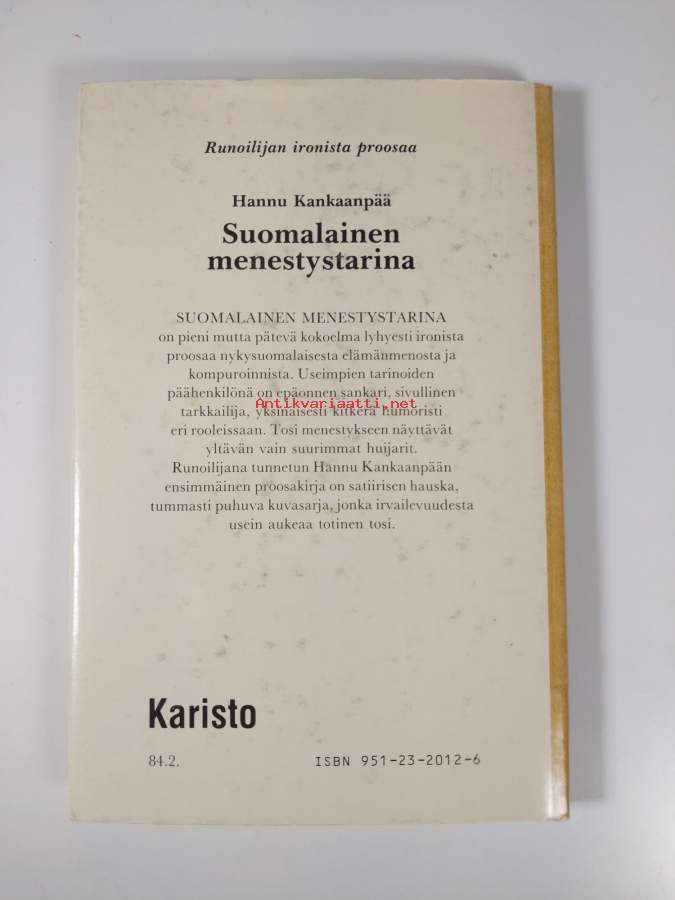 Runoilijan ironista proosaa
Hannu Kankaanpää
Suomalainen
menestystarina
SUOMALAINEN MENESTYSTARINA
on pieni mutta pätevä kokoelma lyhyesti ironista
proosaa nykysuomalaisesta elämänmenosta ja
kompuroinnista. Useimpien tarinoiden
päähenkilönä on epäonnen sankari, sivullinen
Antikvariaatti.net
tarkkailija, yksinäisesti kitkerä humoristi
eri rooleissaan. Tosi menestykseen näyttävät
yltävän vain suurimmat huijarit.
Runoilijana tunnetun Hannu Kankaanpään
ensimmäinen proosakirja on satiirisen hauska,
tummasti puhuva kuvasarja, jonka irvailevuudesta
usein aukeaa totinen tosi.
Karisto
84.2. ISBN 951-23-2012-6